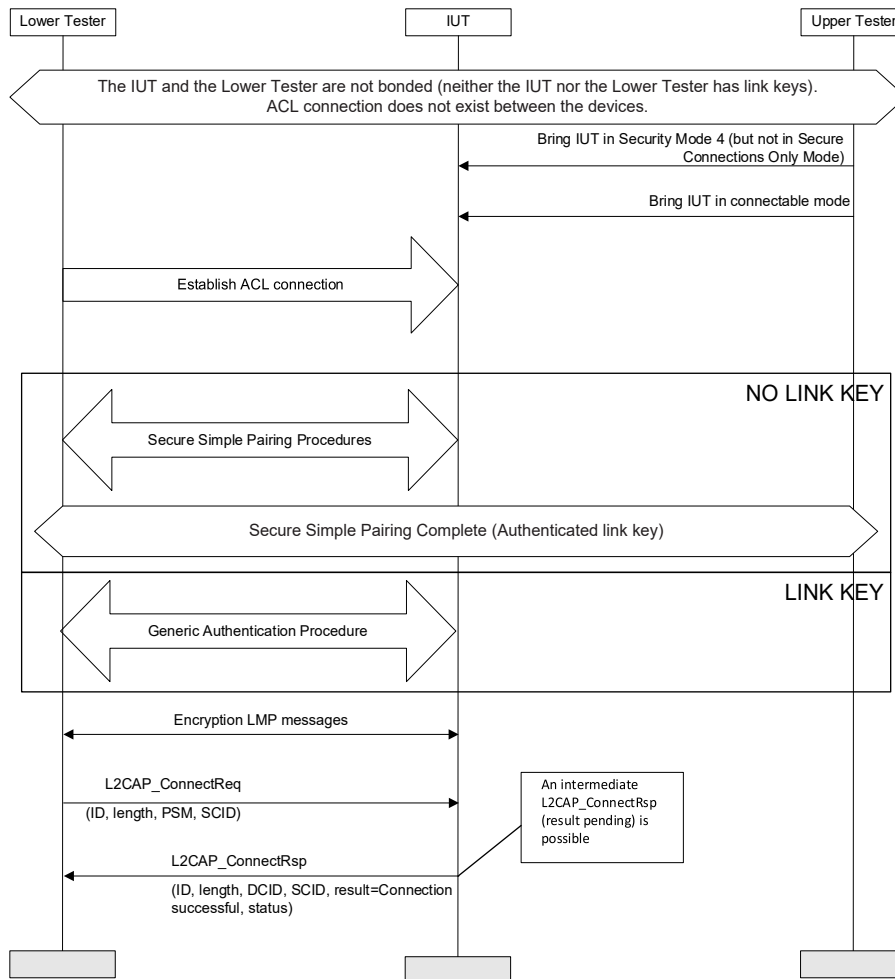 Lower Tester
IUT
Upper Tester
The IUT and the Lower Tester are not bonded (neither the IUT nor the Lower Tester has link keys).
ACL connection does not exist between the devices.
Bring IUT in Security Mode 4 (but not in Secure
Connections Only Mode)
Bring IUT in connectable mode
Establish ACL connection
NO LINK KEY
Secure Simple Pairing Procedures
Secure Simple Pairing Complete (Authenticated link key)
LINK KEY
Generic Authentication Procedure
Encryption LMP messages
L2CAP_ConnectReq
(ID, length, PSM, SCID)
An intermediate
L2CAP_ConnectRsp
(result pending) is
possible
L2CAP_ConnectRsp
(ID, length, DCID, SCID, result=Connection
successful, status)